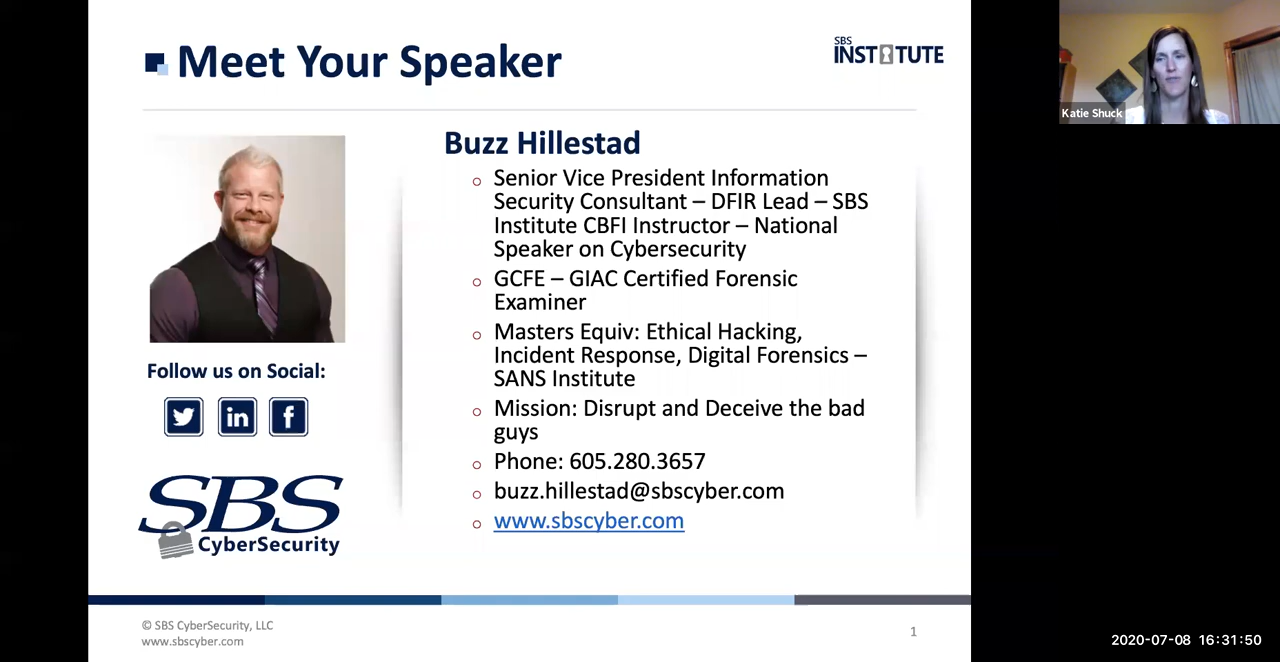 Meet Your Speaker
SBS
INSTITUTE
Buzz Hillestad
Senior Vice President Information
Security Consultant – DFIR Lead – SBS
Institute CBFI Instructor – National
Speaker on Cybersecurity
GCFE – GIAC Certified Forensic
Examiner
Masters Equiv: Ethical Hacking,
Incident Response, Digital Forensics –
SANS Institute
Mission: Disrupt and Deceive the bad
guys
Phone: 605.280.3657
buzz.hillestad@sbscyber.com
www.sbscyber.com
Follow us on Social:
in
f
SBS
CyberSecurity
© SBS CyberSecurity, LLC
www.sbscyber.com
1
Katie Shuck
2020-07-08 16:31:50